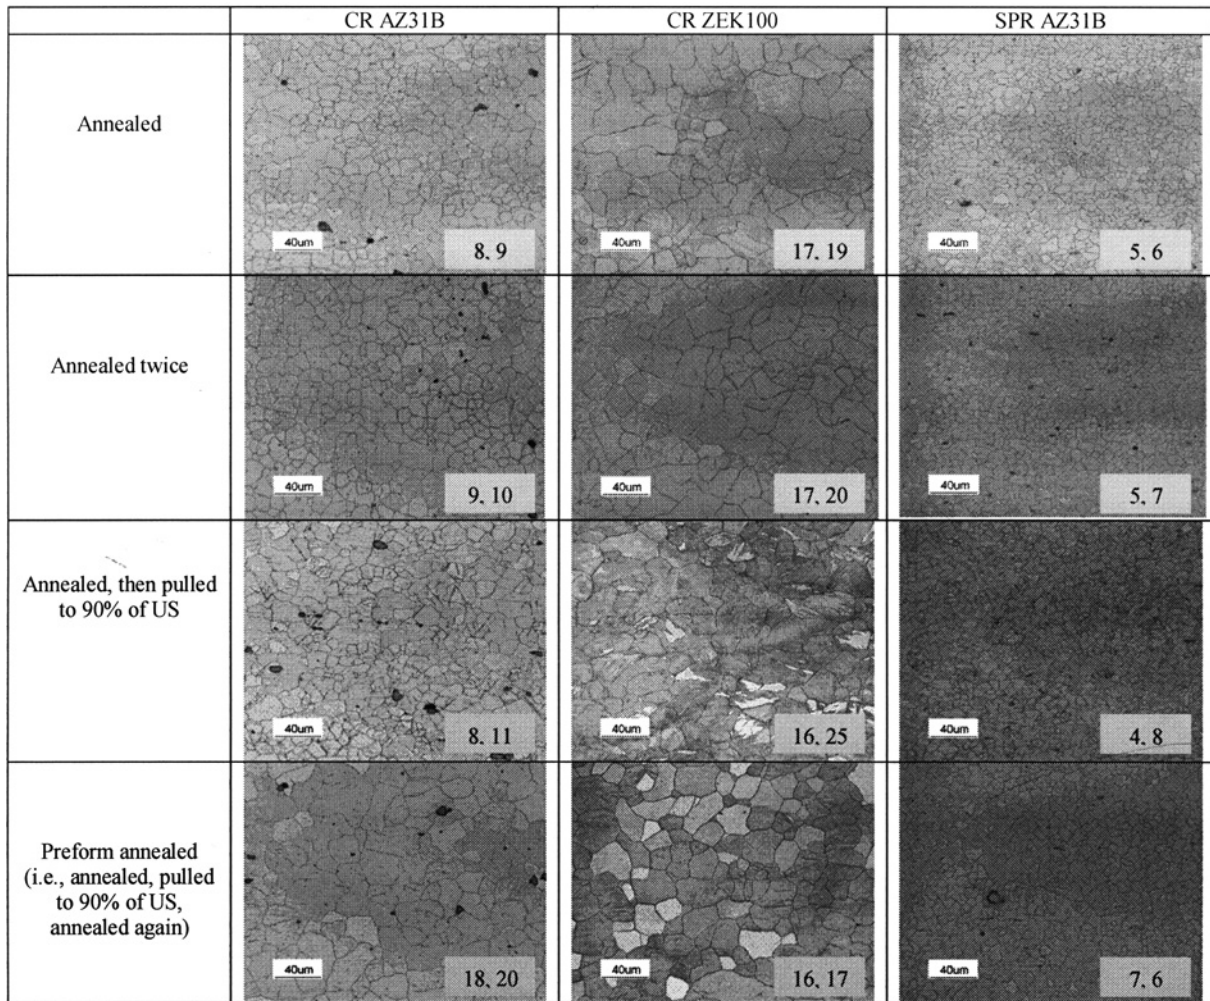 CR AZ31B CR ZEK100 SPR AZ31B
Annealed
40um 8, 9 40um 17, 19 40um 5, 6
Annealed twice
40um 9, 10 40um 17, 20 40um 5, 7
Annealed, then pulled
to 90% of US
40um 8, 11 40um 16, 25 40um 4, 8
Preform annealed
(i.e., annealed, pulled
to 90% of US,
annealed again)
40um 18, 20 40um 16, 17 40um 7, 6